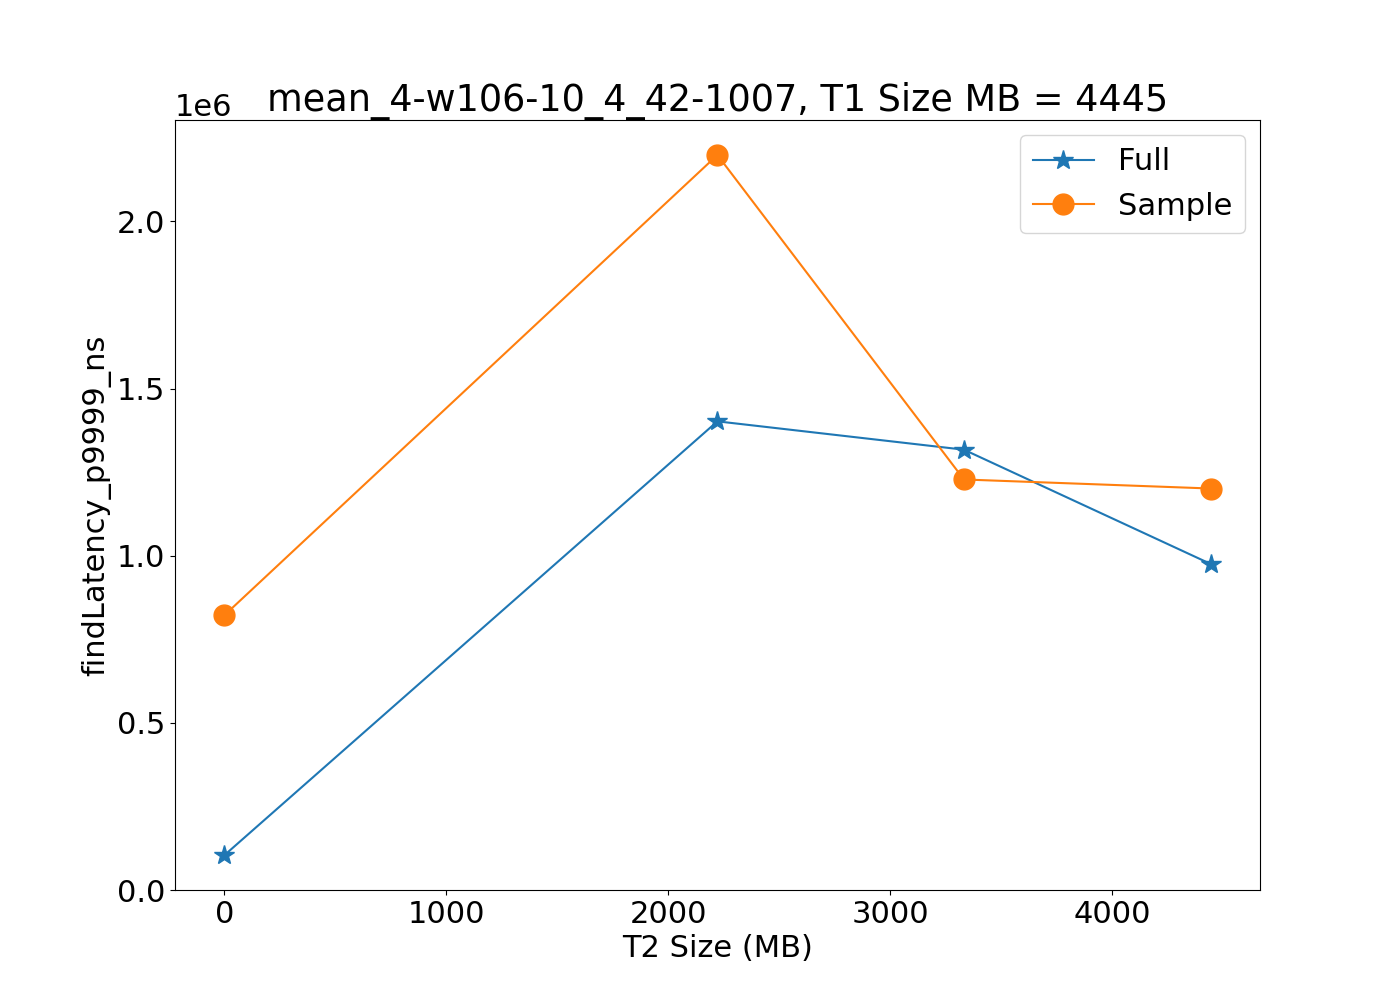 1e6
mean_4-w106-10_4_42-1007, T1 Size MB = 4445
Full
Sample
findLatency_p9999_ns
2.0
1.5
1.0
0.5
0.0
0 1000 2000 3000 4000
T2 Size (MB)